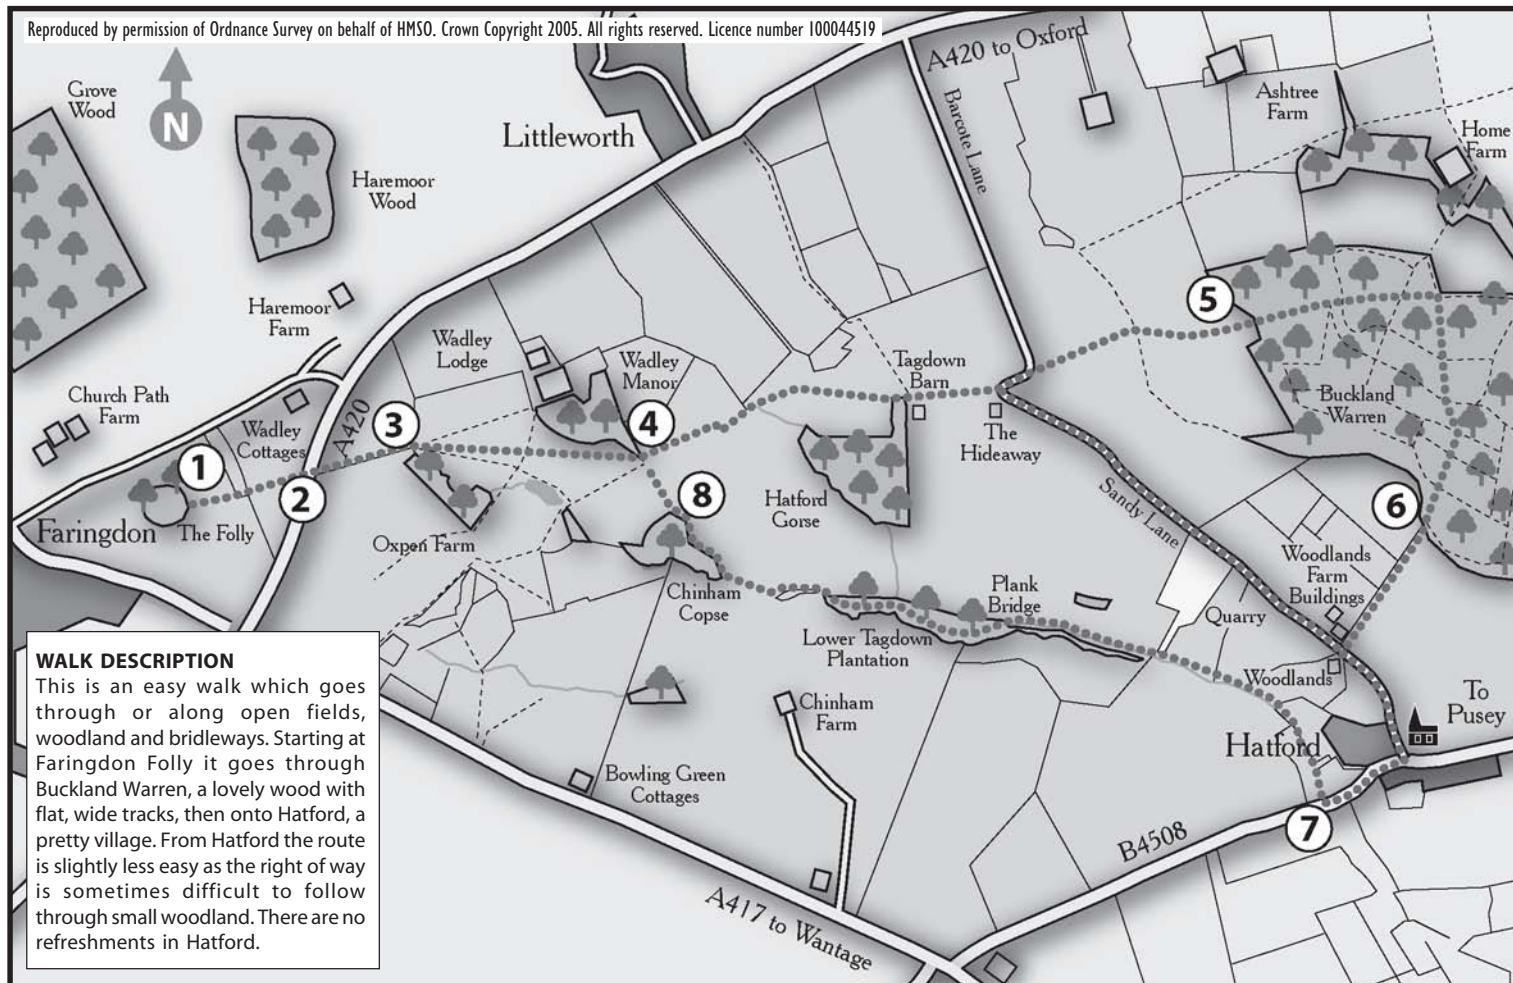 Reproduced by permission of Ordnance Survey on behalf of HMSO. Crown Copyright 2005. All rights reserved. Licence number 100044519
N
Grove
Wood
Haremoor
Wood
Littleworth
A420 to Oxford
Barcote Lane
Ashtree
Farm
Home
Farm
Haremoor
Farm
Church Path
Farm
Wadley
Cottages
A420
Wadley
Lodge
Wadley
Manor
Tagdown
Barn
The
Hideaway
Buckland
Warren
1
2
3
4
5
6
7
8
Faringdon
The Folly
Oxpen Farm
Hatford
Gorse
Sandy Lane
Chinham
Copse
Plank
Bridge
Lower Tagdown
Plantation
Quarry
Woodlands
Farm
Buildings
Woodlands
To
Pusey
Hatford
Chinham
Farm
Bowling Green
Cottages
B4508
A417 to Wantage
WALK DESCRIPTION
This is an easy walk which goes
through or along open fields,
woodland and bridleways. Starting at
Faringdon Folly it goes through
Buckland Warren, a lovely wood with
flat, wide tracks, then onto Hatford, a
pretty village. From Hatford the route
is slightly less easy as the right of way
is sometimes difficult to follow
through small woodland. There are no
refreshments in Hatford.